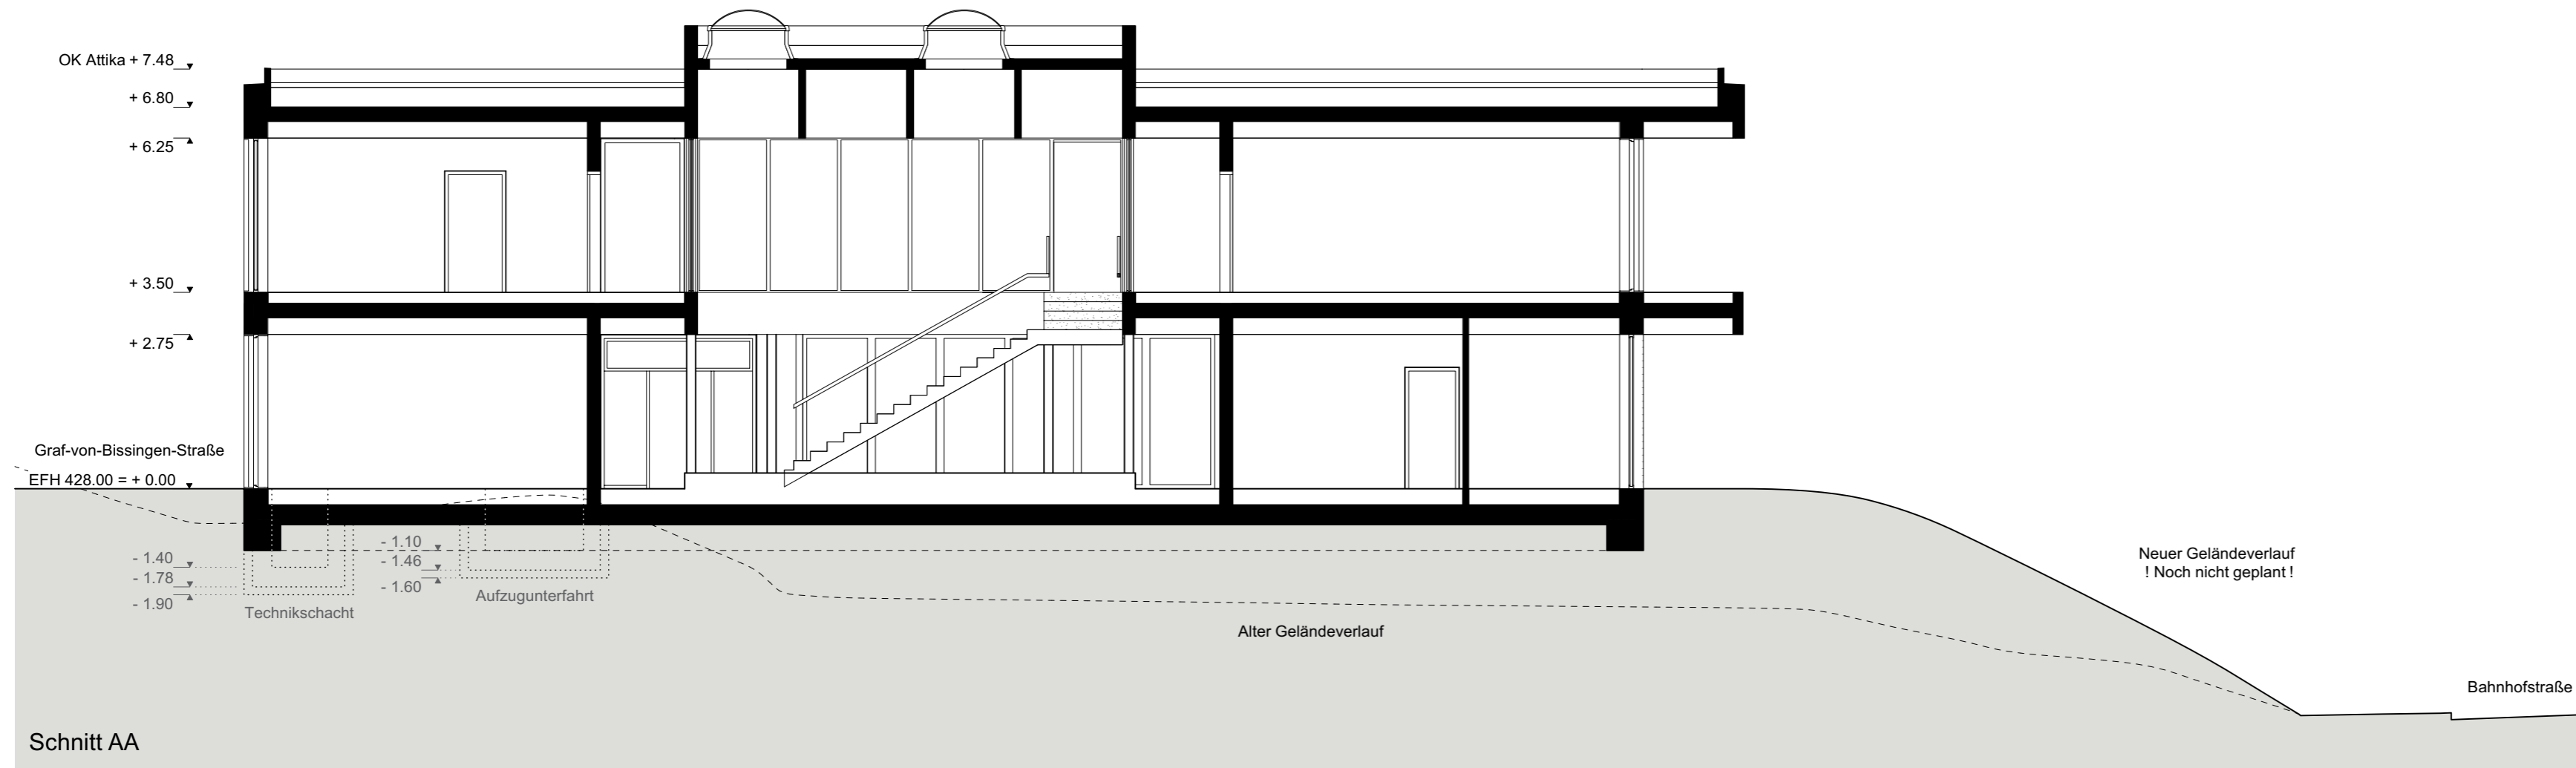 OK Attika + 7.48
+ 6.80
+ 6.25
+ 3.50
+ 2.75
Graf-von-Bissingen-Straße
EFH 428.00 = + 0.00
- 1.10
- 1.40
- 1.46
- 1.78
- 1.60
- 1.90
Technikschacht
Aufzugunterfahrt
Neuer Geländeverlauf
! Noch nicht geplant !
Alter Geländeverlauf
Bahnhofstraße
Schnitt AA